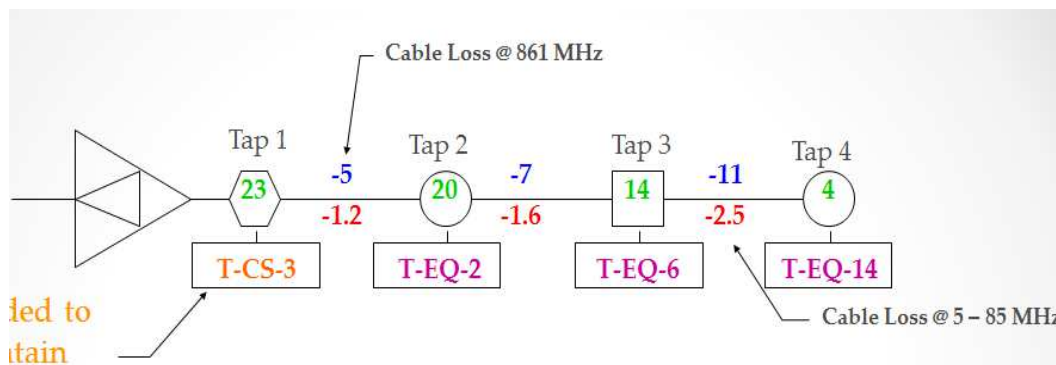 Cable Loss @ 861 MHz
Tap 1
Tap 2
Tap 3
Tap 4
-5
-7
-11
23
20
14
4
-1.2
-1.6
-2.5
T-CS-3
T-EQ-2
T-EQ-6
T-EQ-14
ded to
Cable Loss @ 5 – 85 MHz
ntain